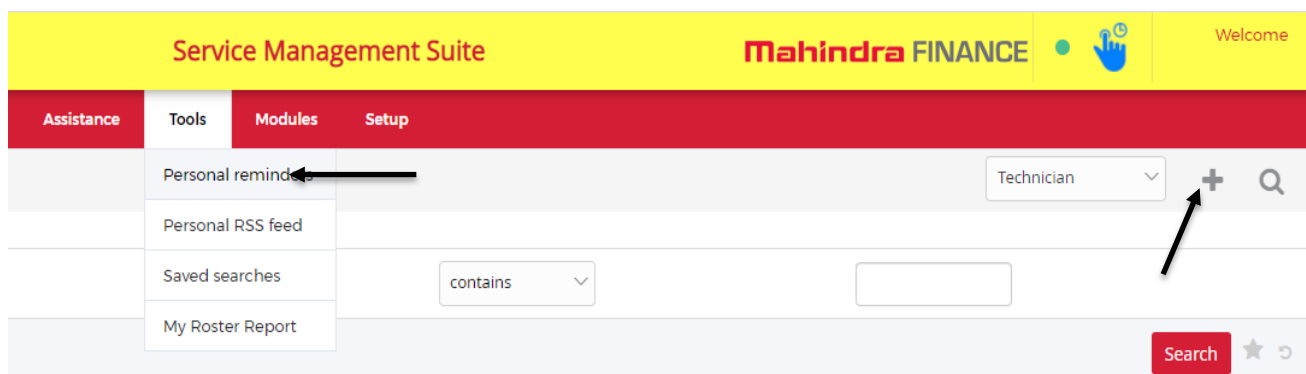 Service Management Suite
Mahindra FINANCE
Welcome
Assistance Tools Modules Setup
Personal reminders
Technician
Personal RSS feed
Saved searches
contains
My Roster Report
Search